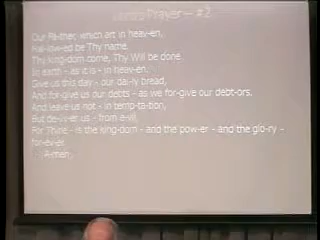 Prayer - #2
Our Fa-ther, which art in heav-en,
Hal-low-ed be Thy name.
Thy king-dom come, Thy Will be done
In earth - as it is - in heav-en.
Give us this day - our dai-ly bread,
And for-give us our debts - as we for-give our debt-ors.
And leave us not - in temp-ta-tion,
But de-liv-er us - from e-vil,
For Thine - is the king-dom - and the pow-er - and the glo-ry -
for-ev-er.
A-men